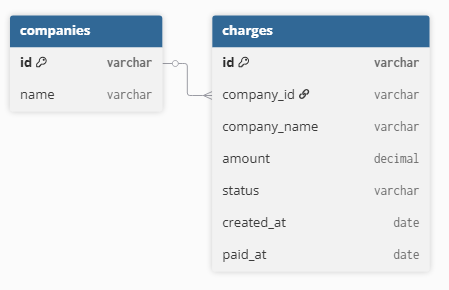 companies
id varchar
name varchar
charges
id varchar
company_id varchar
company_name varchar
amount decimal
status varchar
created_at date
paid_at date